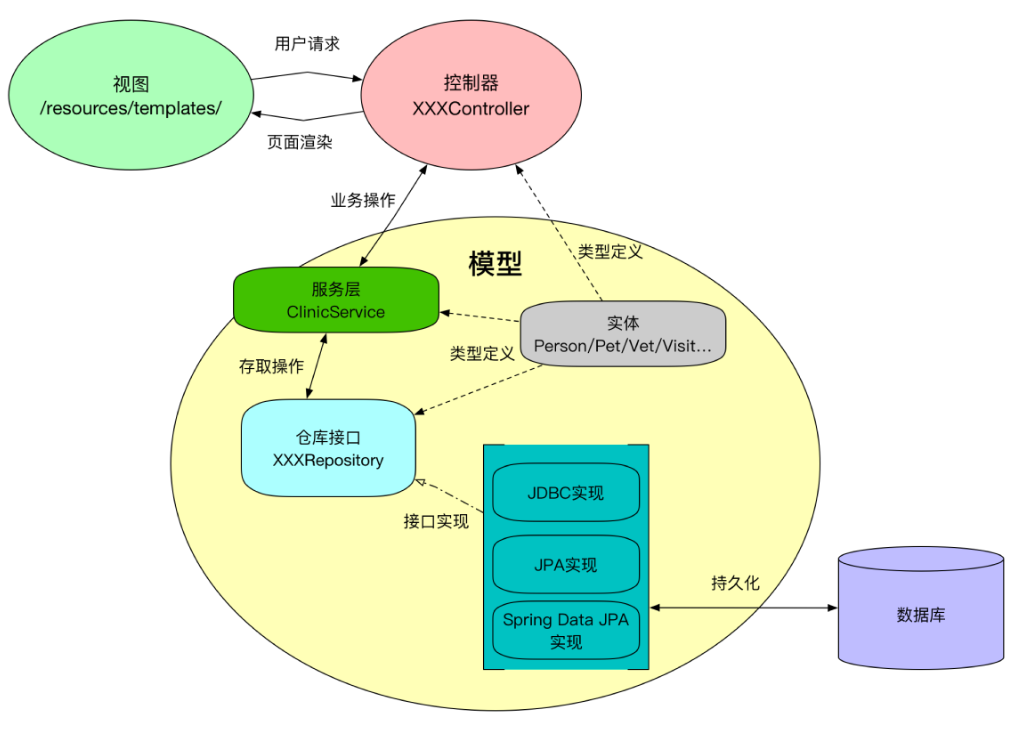 用户请求
视图
/resources/templates/
控制器
XXXController
页面渲染
业务操作
类型定义
模型
服务层
ClinicService
实体
Person/Pet/Vet/Visit...
类型定义
存取操作
仓库接口
XXXRepository
接口实现
JDBC实现
JPA实现
Spring Data JPA
实现
持久化
数据库